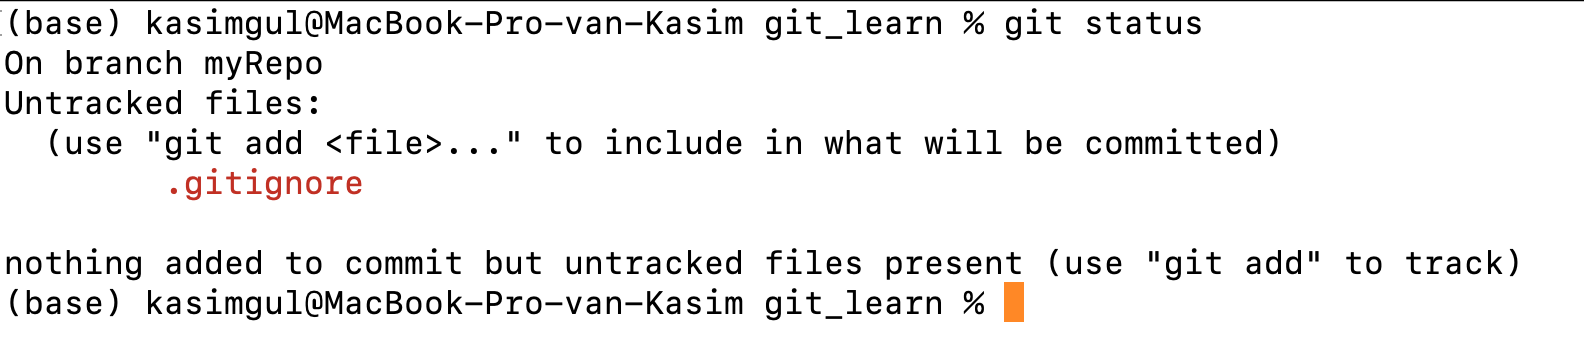 (base) kasimgul@MacBook-Pro-van-Kasim git_learn % git status
On branch myRepo
Untracked files:
  (use "git add <file>..." to include in what will be committed)
        .gitignore

nothing added to commit but untracked files present (use "git add" to track)
(base) kasimgul@MacBook-Pro-van-Kasim git_learn %